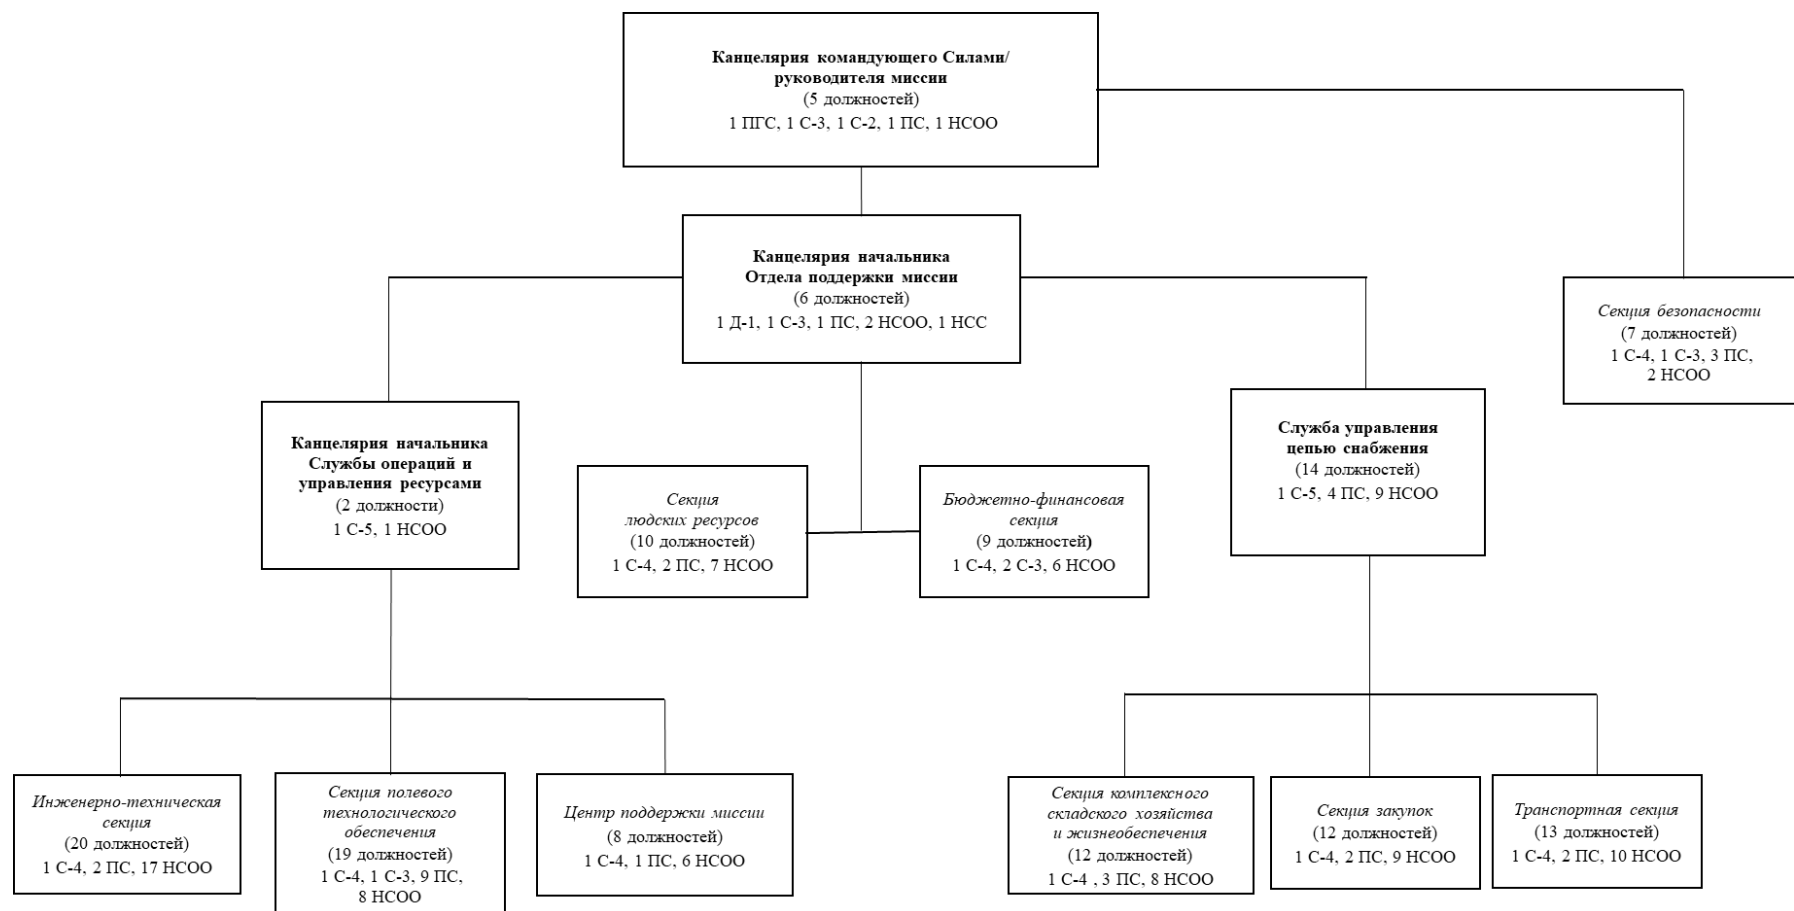 Канцелярия командующего Силами/
руководителя миссии
(5 должностей)
1 ПГС, 1 С-3, 1 С-2, 1 ПС, 1 НСОО
Канцелярия начальника
Отдела поддержки миссии
(6 должностей)
1 Д-1, 1 С-3, 1 ПС, 2 НСОО, 1 НСС
Секция безопасности
(7 должностей)
1 С-4, 1 С-3, 3 ПС,
2 НСОО
Канцелярия начальника
Службы операций и
управления ресурсами
(2 должности)
1 С-5, 1 НСОО
Секция
людских ресурсов
(10 должностей)
1 С-4, 2 ПС, 7 НСОО
Бюджетно-финансовая
секция
(9 должностей)
1 С-4, 2 С-3, 6 НСОО
Служба управления
цепью снабжения
(14 должностей)
1 С-5, 4 ПС, 9 НСОО
Инженерно-техническая
секция
(20 должностей)
1 С-4, 2 ПС, 17 НСОО
Секция полевого
технологического
обеспечения
(19 должностей)
1 С-4, 1 С-3, 9 ПС,
8 НСОО
Центр поддержки миссии
(8 должностей)
1 С-4, 1 ПС, 6 НСОО
Секция комплексного
складского хозяйства
и жизнеобеспечения
(12 должностей)
1 С-4 , 3 ПС, 8 НСОО
Секция закупок
(12 должностей)
1 С-4, 2 ПС, 9 НСОО
Транспортная секция
(13 должностей)
1 С-4, 2 ПС, 10 НСОО